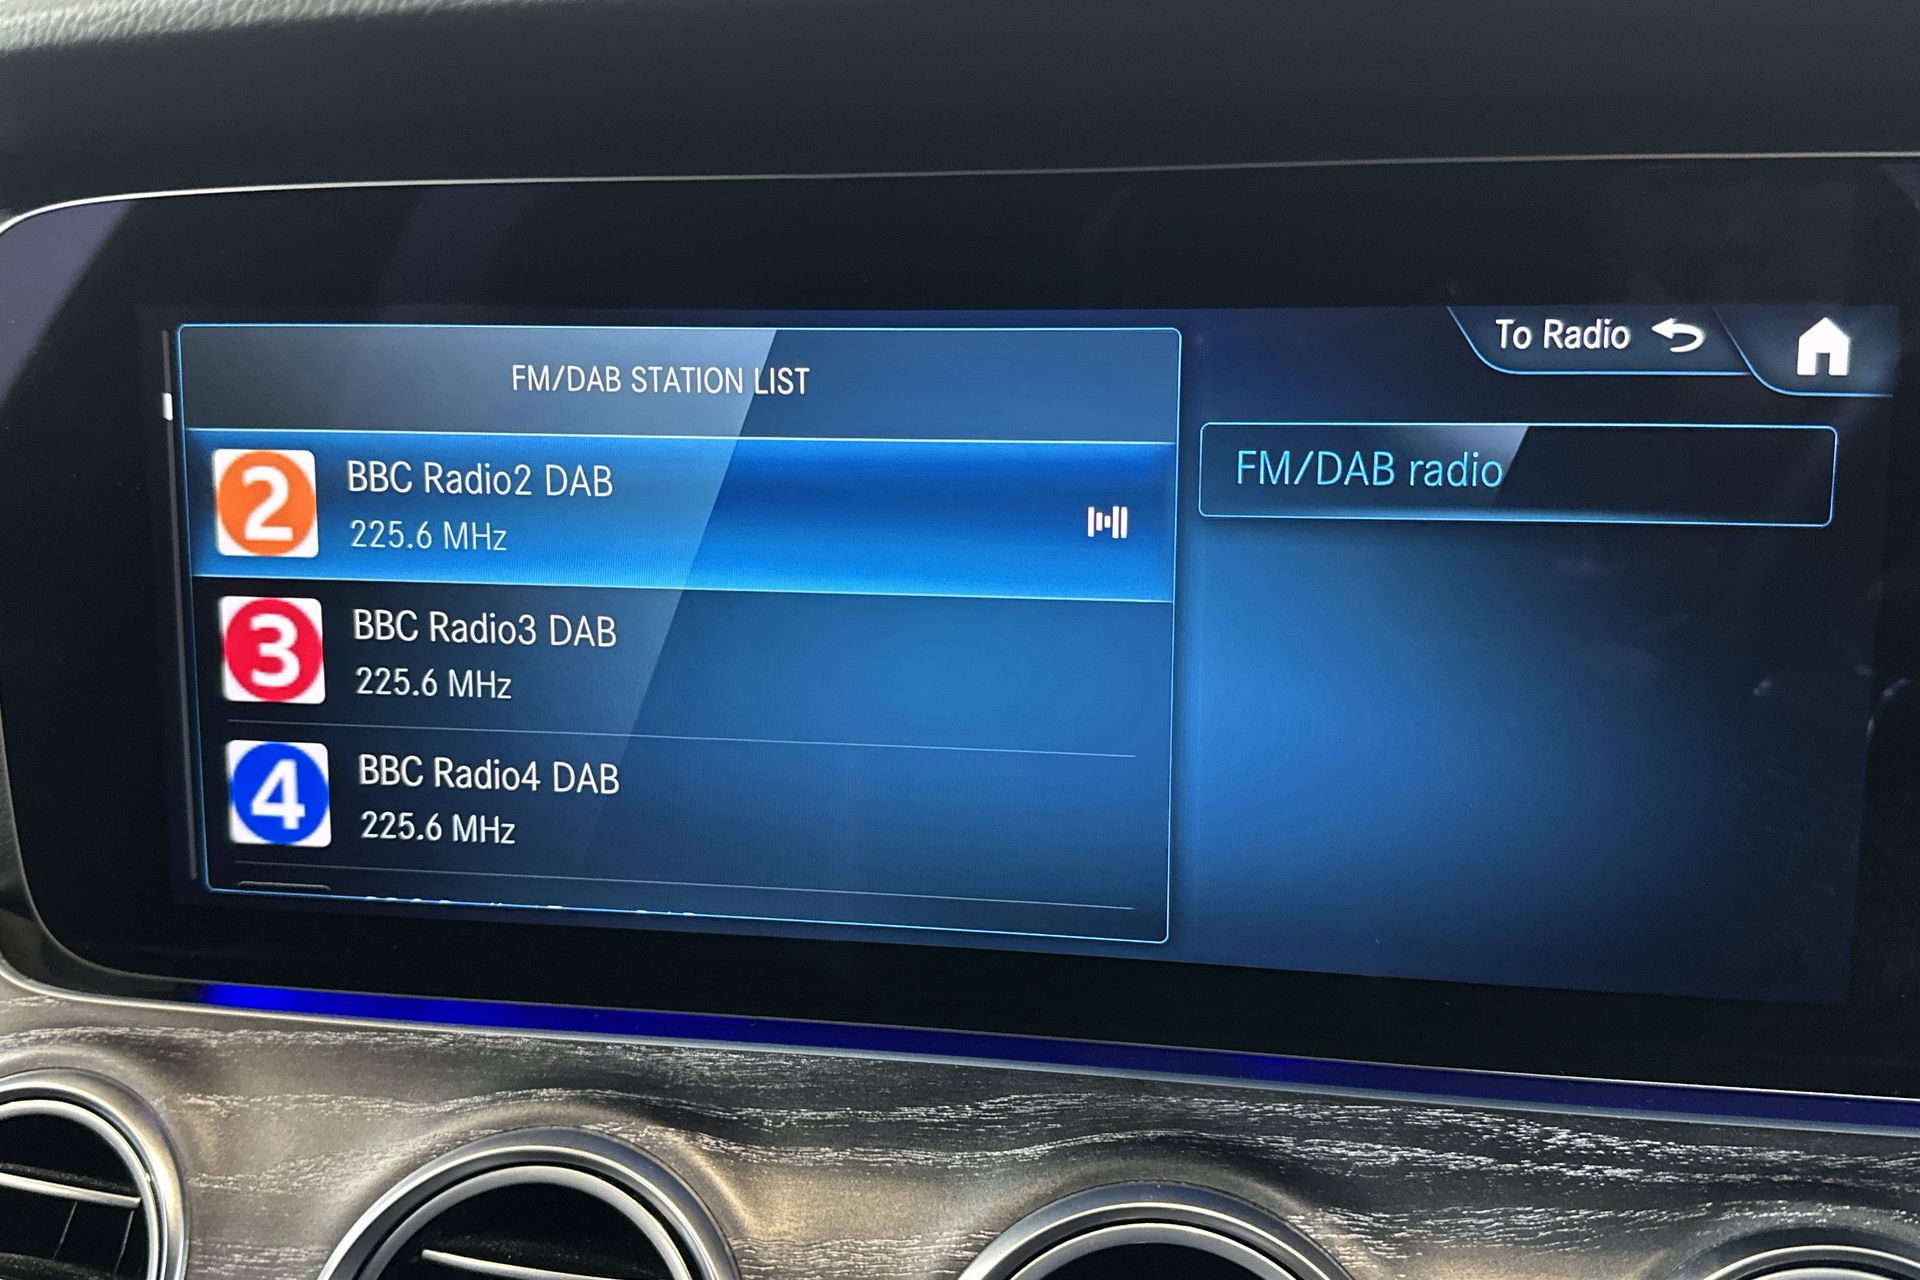 To Radio
FM/DAB STATION LIST
FM/DAB radio
2
BBC Radio2 DAB
225.6 MHz
3
BBC Radio3 DAB
225.6 MHz
4
BBC Radio4 DAB
225.6 MHz